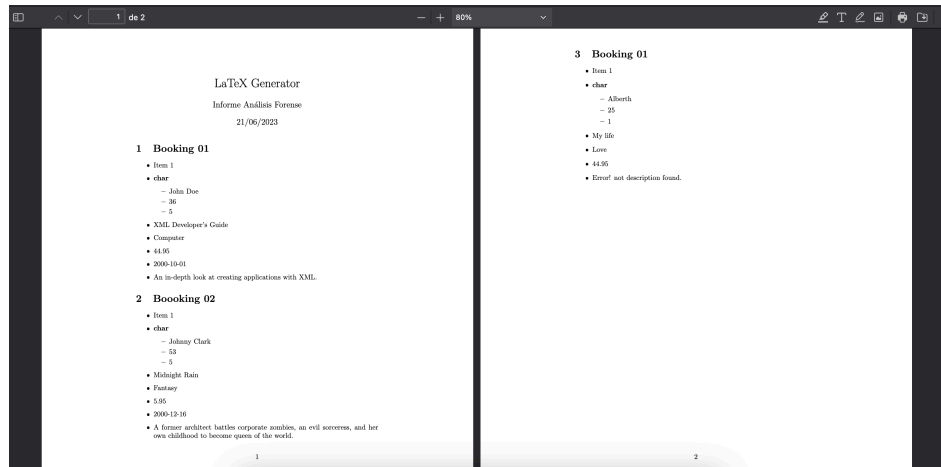 1 de 2
80%
LaTeX Generator
Informe Análisis Forense
21/06/2023
1 Booking 01
• Item 1
• char
– John Doe
– 36
– 5
• XML Developer's Guide
• Computer
• 44.95
• 2000-10-01
• An in-depth look at creating applications with XML.
2 Boooking 02
• Item 1
• char
– Johnny Clark
– 53
– 5
• Midnight Rain
• Fantasy
• 5.95
• 2000-12-16
• A former architect battles corporate zombies, an evil sorceress, and her
own childhood to become queen of the world.
1
3 Booking 01
• Item 1
• char
– Alberth
– 25
– 1
• My life
• Love
• 44.95
• Error! not description found.
2